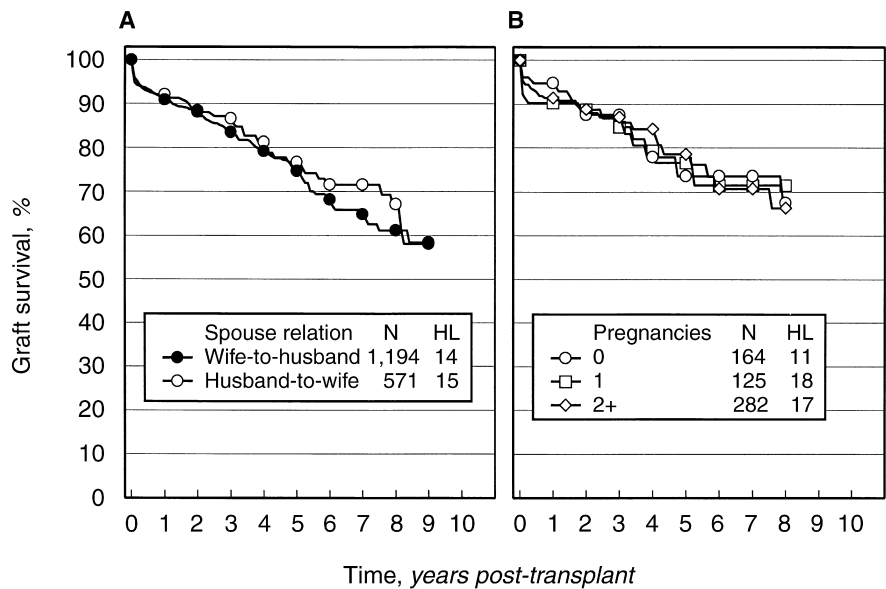 A
B
Graft survival, %
100
90
80
70
60
50
40
30
20
10
0
Spouse relation N HL
Wife-to-husband 1,194 14
Husband-to-wife 571 15
Pregnancies N HL
0 164 11
1 125 18
2+ 282 17
0 1 2 3 4 5 6 7 8 9 10
0 1 2 3 4 5 6 7 8 9 10
Time, years post-transplant